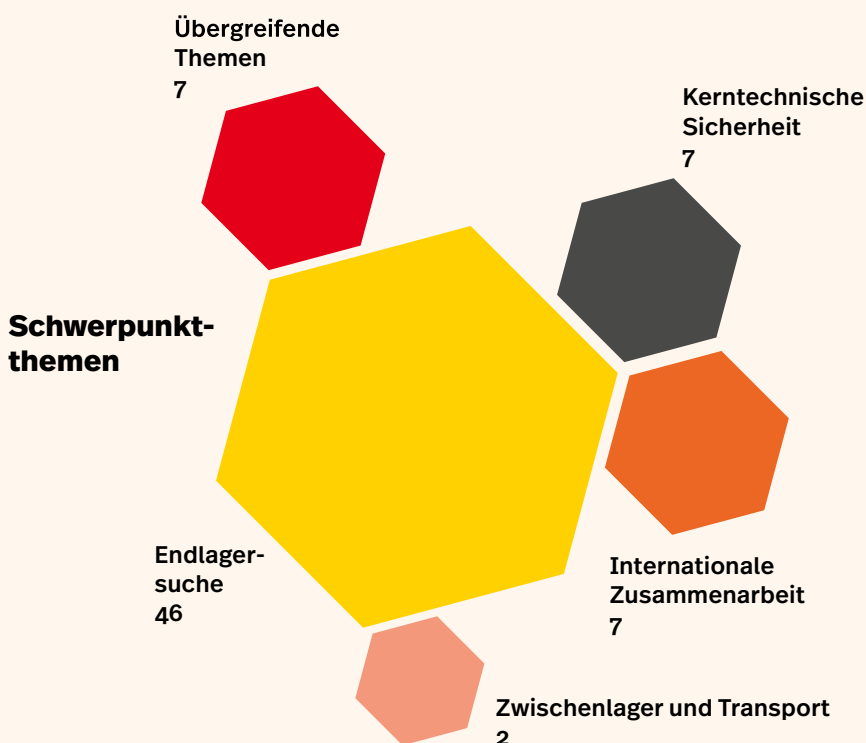 Übergreifende
Themen
7
Kerntechnische
Sicherheit
7
Schwerpunkt-
themen
Endlager-
suche
46
Internationale
Zusammenarbeit
7
Zwischenlager und Transport
2